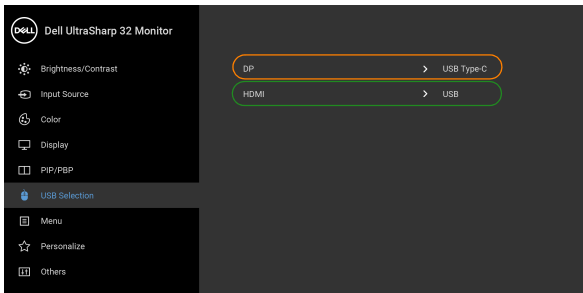 DELL Dell UltraSharp 32 Monitor
Brightness/Contrast
DP > USB Type-C
Input Source
HDMI > USB
Color
Display
PIP/PBP
USB Selection
Menu
Personalize
Others